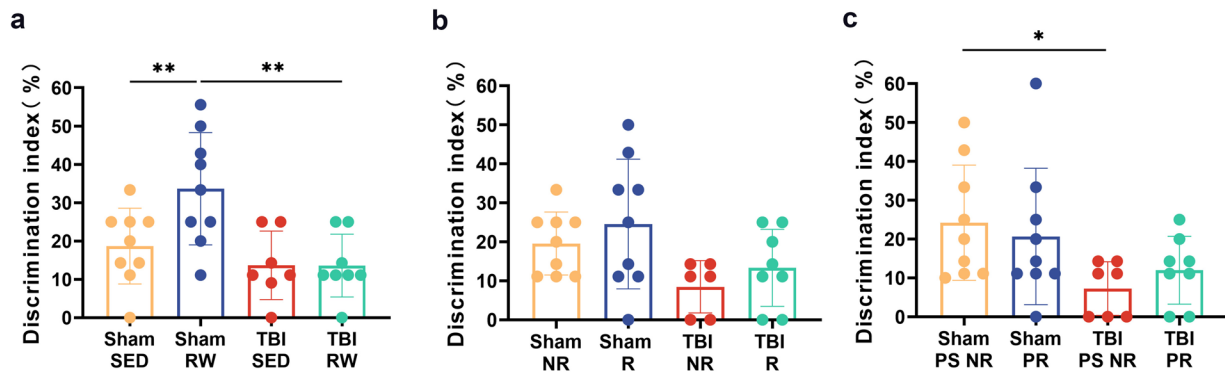 a
**
**
Discrimination index( %)
60
50
40
30
20
10
0
Sham SED
Sham RW
TBI SED
TBI RW
b
Discrimination index( %)
60
50
40
30
20
10
0
Sham NR
Sham R
TBI NR
TBI R
c
*
Discrimination index( %)
60
50
40
30
20
10
0
Sham PS NR
Sham PR
TBI PS NR
TBI PR